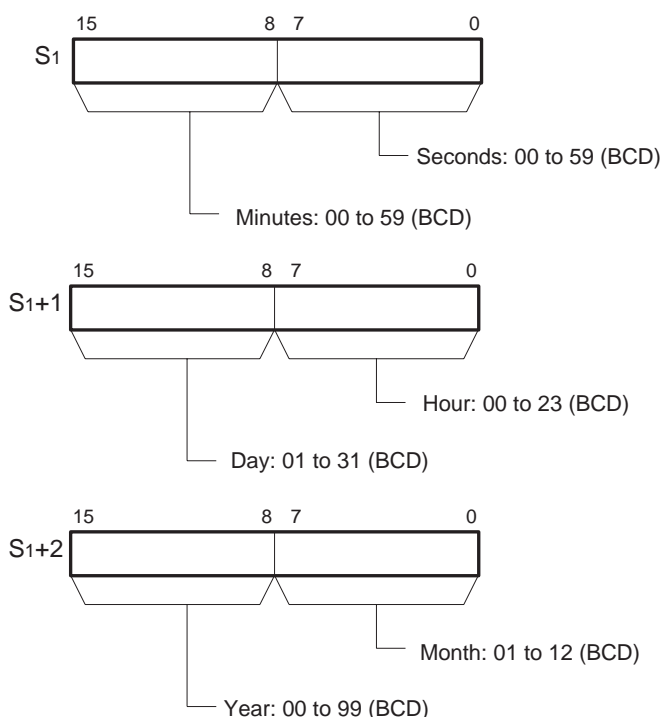 15 8 7 0
S1
Seconds: 00 to 59 (BCD)
Minutes: 00 to 59 (BCD)
15 8 7 0
S1+1
Hour: 00 to 23 (BCD)
Day: 01 to 31 (BCD)
15 8 7 0
S1+2
Month: 01 to 12 (BCD)
Year: 00 to 99 (BCD)